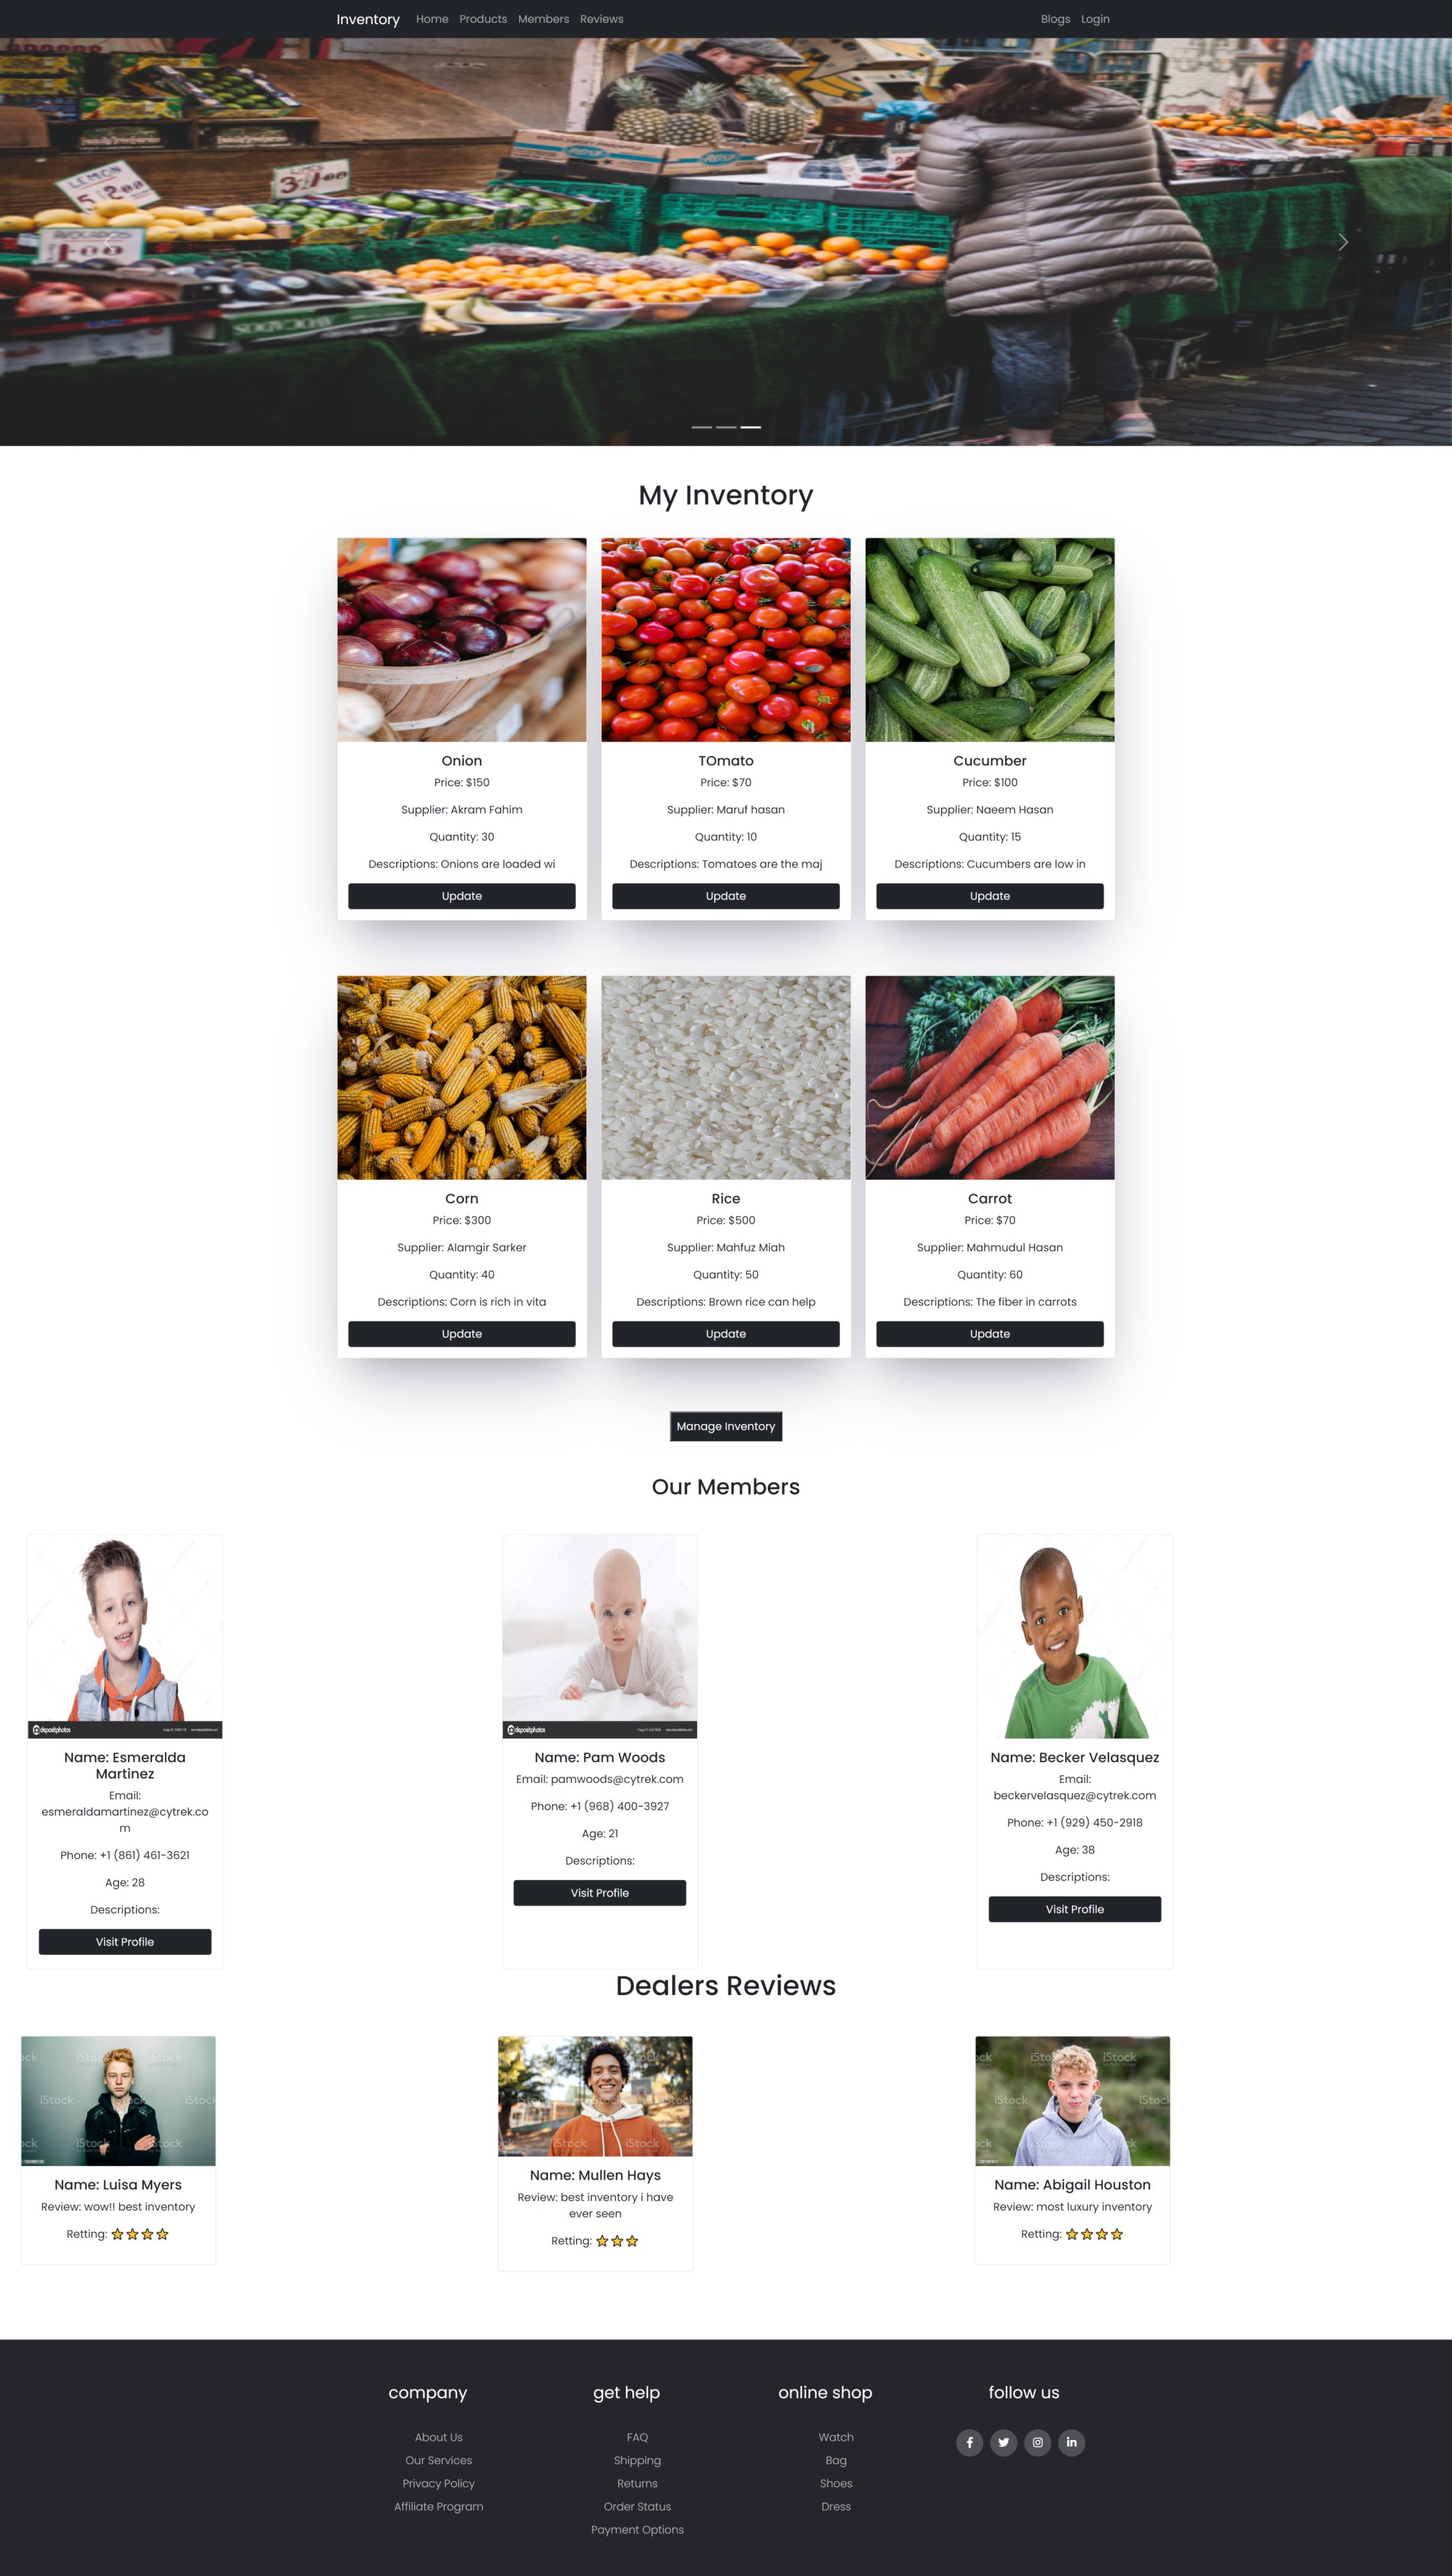 Inventory Home Products Members Reviews Blogs Login
LEMON
AVOCADOS
My Inventory
Onion
Price: $150
Supplier: Akram Fahim
Quantity: 30
Descriptions: Onions are loaded wi
Update
TOmato
Price: $70
Supplier: Maruf hasan
Quantity: 10
Descriptions: Tomatoes are the maj
Update
Cucumber
Price: $100
Supplier: Naeem Hasan
Quantity: 15
Descriptions: Cucumbers are low in
Update
Corn
Price: $300
Supplier: Alamgir Sarker
Quantity: 40
Descriptions: Corn is rich in vita
Update
Rice
Price: $500
Supplier: Mahfuz Miah
Quantity: 50
Descriptions: Brown rice can help
Update
Carrot
Price: $70
Supplier: Mahmudul Hasan
Quantity: 60
Descriptions: The fiber in carrots
Update
Manage Inventory
Our Members
depositphotos
Name: Esmeralda
Martinez
Email:
esmeraldamartinez@cytrek.co
m
Phone: +1 (861) 461-3621
Age: 28
Descriptions:
Visit Profile
depositphotos
Name: Pam Woods
Email: pamwoods@cytrek.com
Phone: +1 (968) 400-3927
Age: 21
Descriptions:
Visit Profile
Name: Becker Velasquez
Email:
beckervelasquez@cytrek.com
Phone: +1 (929) 450-2918
Age: 38
Descriptions:
Visit Profile
Dealers Reviews
iStock
Name: Luisa Myers
Review: wow!! best inventory
Retting:
iStock
Name: Mullen Hays
Review: best inventory i have
ever seen
Retting:
iStock
Name: Abigail Houston
Review: most luxury inventory
Retting:
company
About Us
Our Services
Privacy Policy
Affiliate Program
get help
FAQ
Shipping
Returns
Order Status
Payment Options
online shop
Watch
Bag
Shoes
Dress
follow us